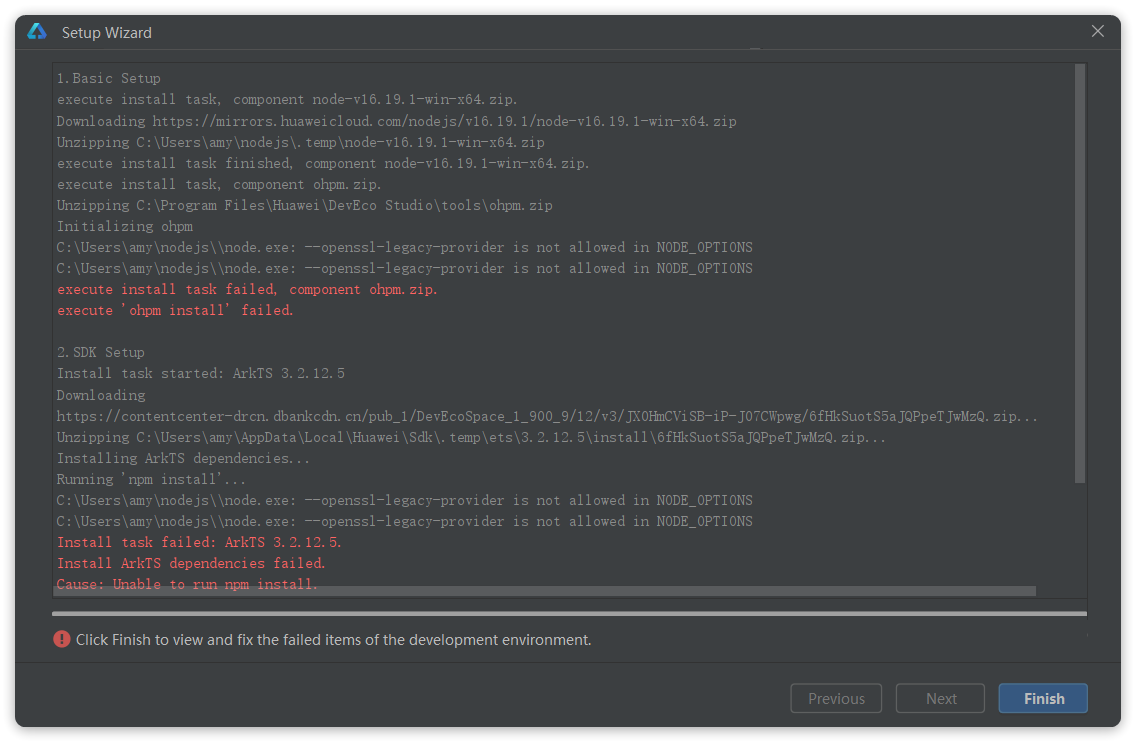 Setup Wizard
1.Basic Setup
execute install task, component node-v16.19.1-win-x64.zip.
Downloading https://mirrors.huaweicloud.com/nodejs/v16.19.1/node-v16.19.1-win-x64.zip
Unzipping C:\Users\amy\nodejs\.temp\node-v16.19.1-win-x64.zip
execute install task finished, component node-v16.19.1-win-x64.zip.
execute install task, component ohpm.zip.
Unzipping C:\Program Files\Huawei\DevEco Studio\tools\ohpm.zip
Initializing ohpm
C:\Users\amy\nodejs\\node.exe: --openssl-legacy-provider is not allowed in NODE_OPTIONS
C:\Users\amy\nodejs\\node.exe: --openssl-legacy-provider is not allowed in NODE_OPTIONS
execute install task failed, component ohpm.zip.
execute 'ohpm install' failed.
2.SDK Setup
Install task started: ArkTS 3.2.12.5
Downloading
https://contentcenter-drcn.dbankcdn.cn/pub_1/DevEcoSpace_1_900_9/12/v3/JX0HmCViSB-iP-J07CWpwg/6fHkSuotS5aJQPpeTJwMzQ.zip...
Unzipping C:\Users\amy\AppData\Local\Huawei\Sdk\.temp\ets\3.2.12.5\install\6fHkSuotS5aJQPpeTJwMzQ.zip...
Installing ArkTS dependencies...
Running 'npm install'...
C:\Users\amy\nodejs\\node.exe: --openssl-legacy-provider is not allowed in NODE_OPTIONS
C:\Users\amy\nodejs\\node.exe: --openssl-legacy-provider is not allowed in NODE_OPTIONS
Install task failed: ArkTS 3.2.12.5.
Install ArkTS dependencies failed.
Cause: Unable to run npm install.
Click Finish to view and fix the failed items of the development environment.
Previous
Next
Finish